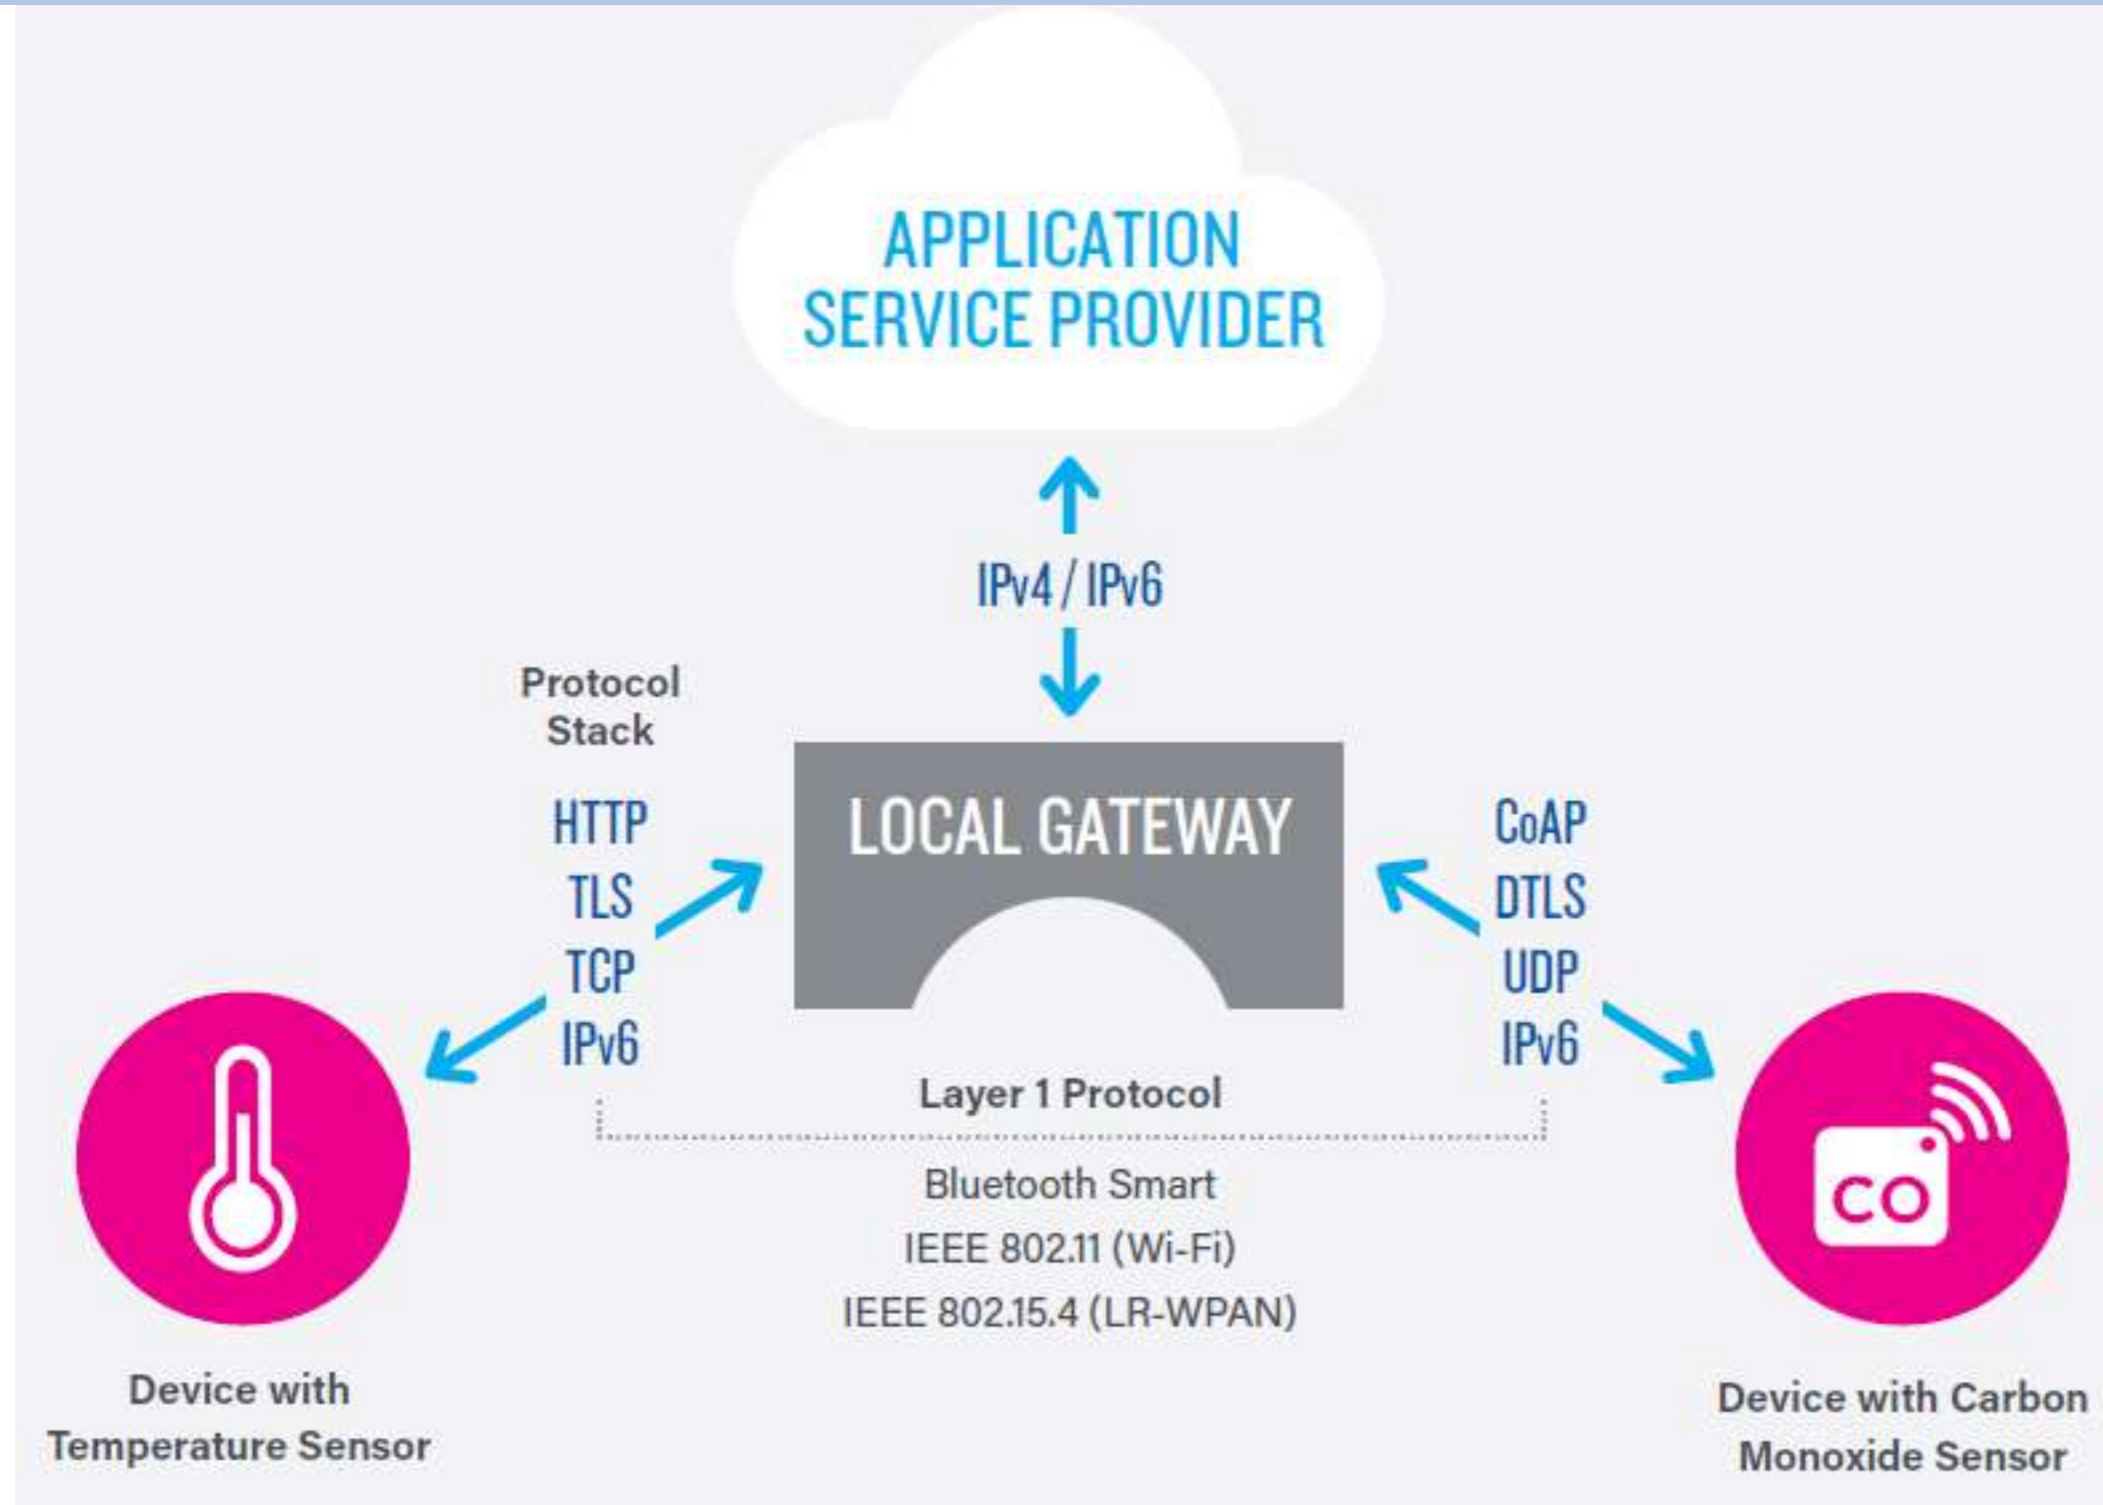 APPLICATION
SERVICE PROVIDER
IPv4 / IPv6
Protocol
Stack
HTTP
TLS
TCP
IPv6
LOCAL GATEWAY
CoAP
DTLS
UDP
IPv6
Layer 1 Protocol
Bluetooth Smart
IEEE 802.11 (Wi-Fi)
IEEE 802.15.4 (LR-WPAN)
CO
Device with
Temperature Sensor
Device with Carbon
Monoxide Sensor